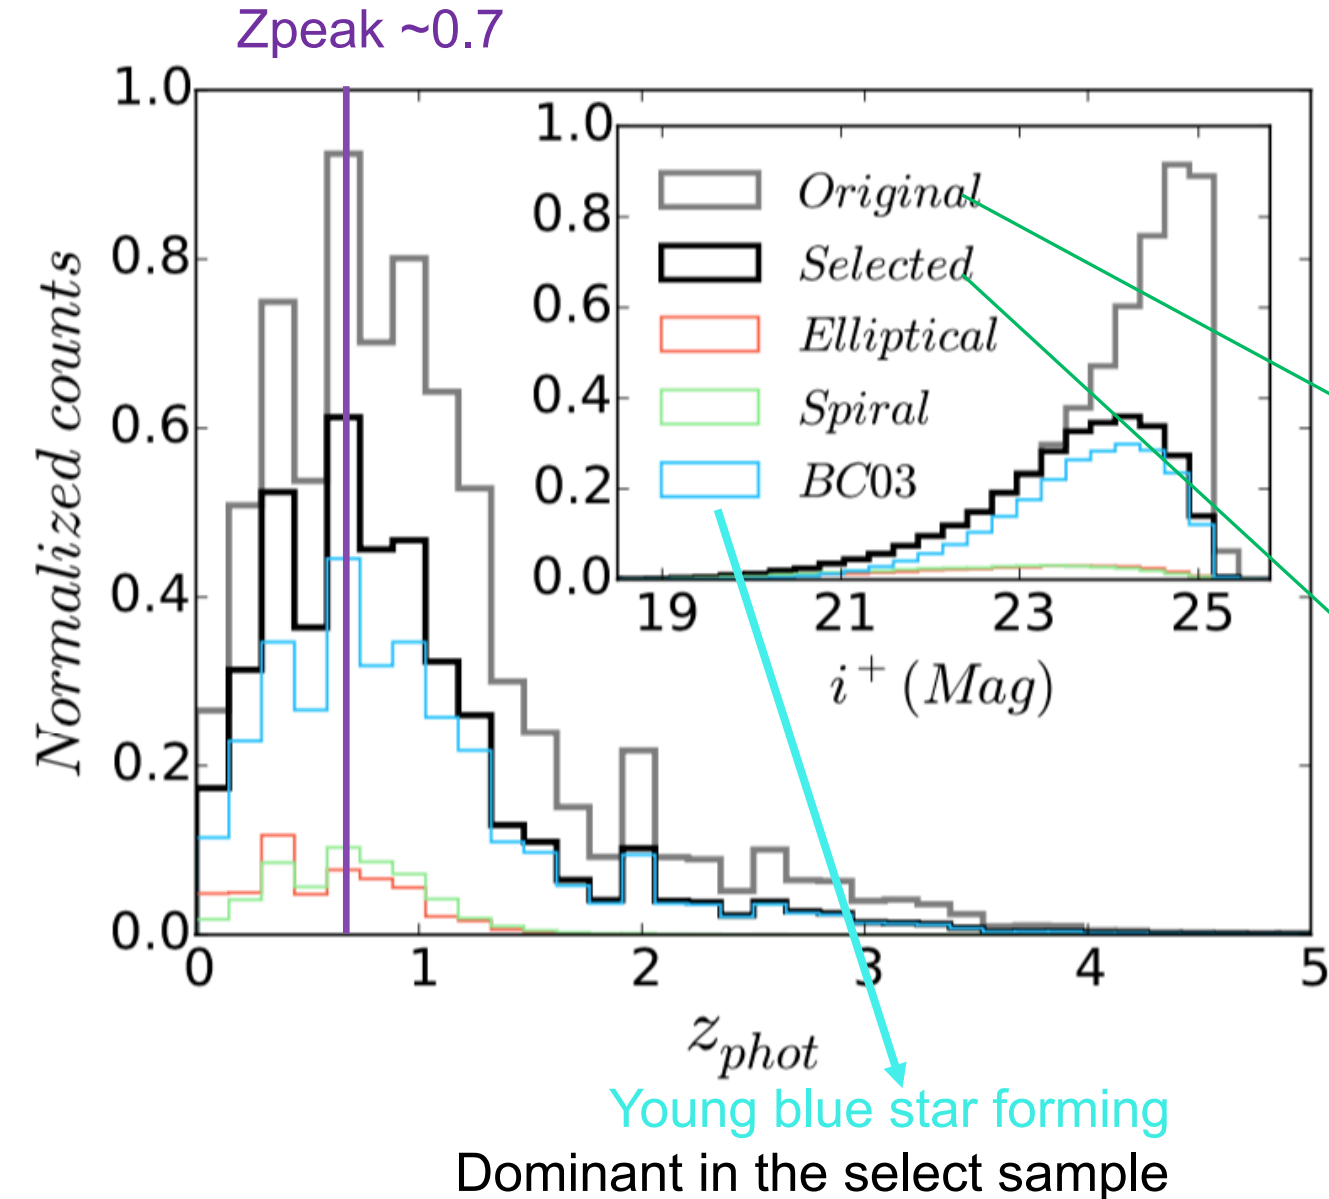 Zpeak ~0.7
1.0
0.8
0.6
0.4
0.2
0.0
Normalized counts
0 1 2 3 4 5
z_phot
1.0
0.8
0.6
0.4
0.2
0.0
Original
Selected
Elliptical
Spiral
BC03
19 21 23 25
i⁺ (Mag)
Young blue star forming
Dominant in the select sample